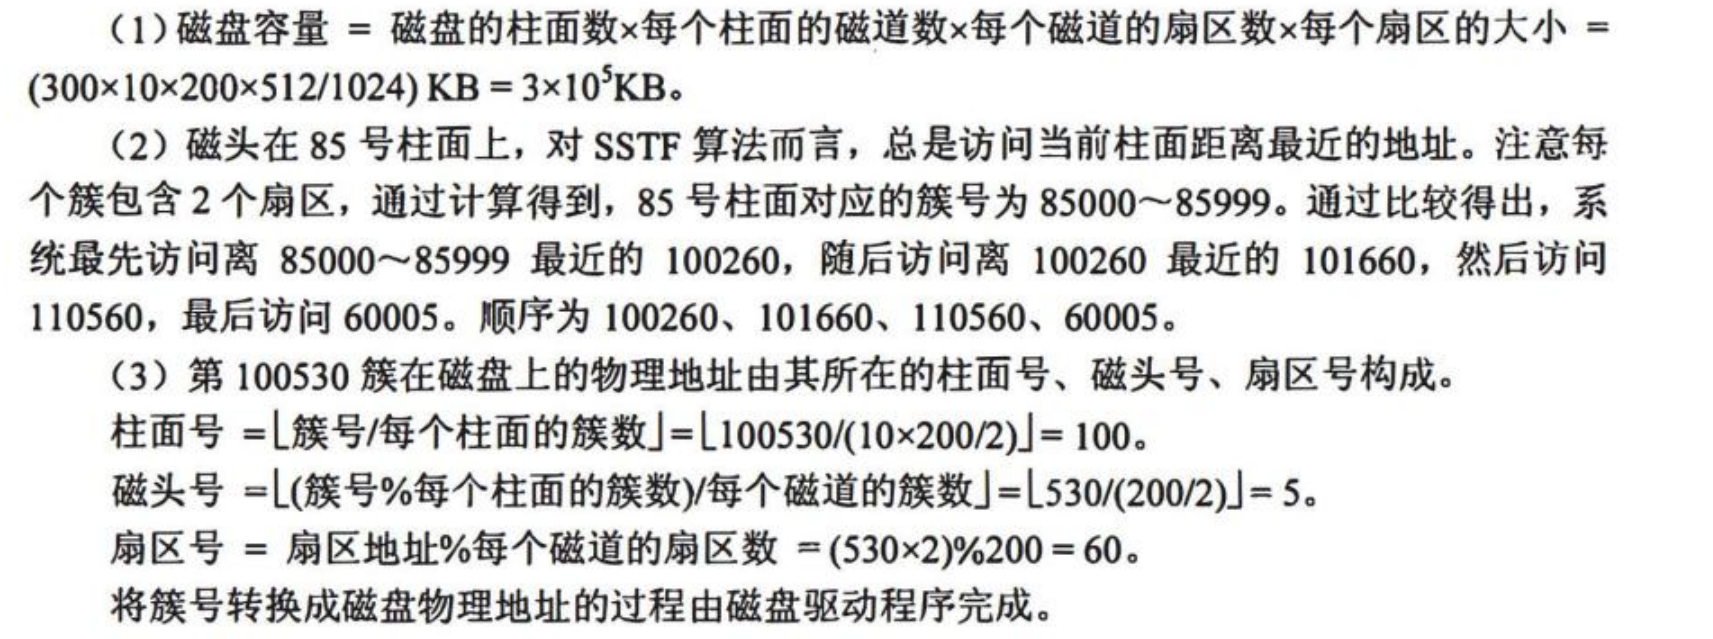 （1）磁盘容量 = 磁盘的柱面数×每个柱面的磁道数×每个磁道的扇区数×每个扇区的大小 =
(300×10×200×512/1024) KB = 3×10⁵KB。
（2）磁头在 85 号柱面上，对 SSTF 算法而言，总是访问当前柱面距离最近的地址。注意每
个簇包含 2 个扇区，通过计算得到，85 号柱面对应的簇号为 85000～85999。通过比较得出，系
统最先访问离 85000～85999 最近的 100260，随后访问离 100260 最近的 101660，然后访问
110560，最后访问 60005。顺序为 100260、101660、110560、60005。
（3）第 100530 簇在磁盘上的物理地址由其所在的柱面号、磁头号、扇区号构成。
柱面号 =⌊簇号/每个柱面的簇数⌋=⌊100530/(10×200/2)⌋= 100。
磁头号 =⌊(簇号%每个柱面的簇数)/每个磁道的簇数⌋=⌊530/(200/2)⌋= 5。
扇区号 = 扇区地址%每个磁道的扇区数 = (530×2)%200 = 60。
将簇号转换成磁盘物理地址的过程由磁盘驱动程序完成。